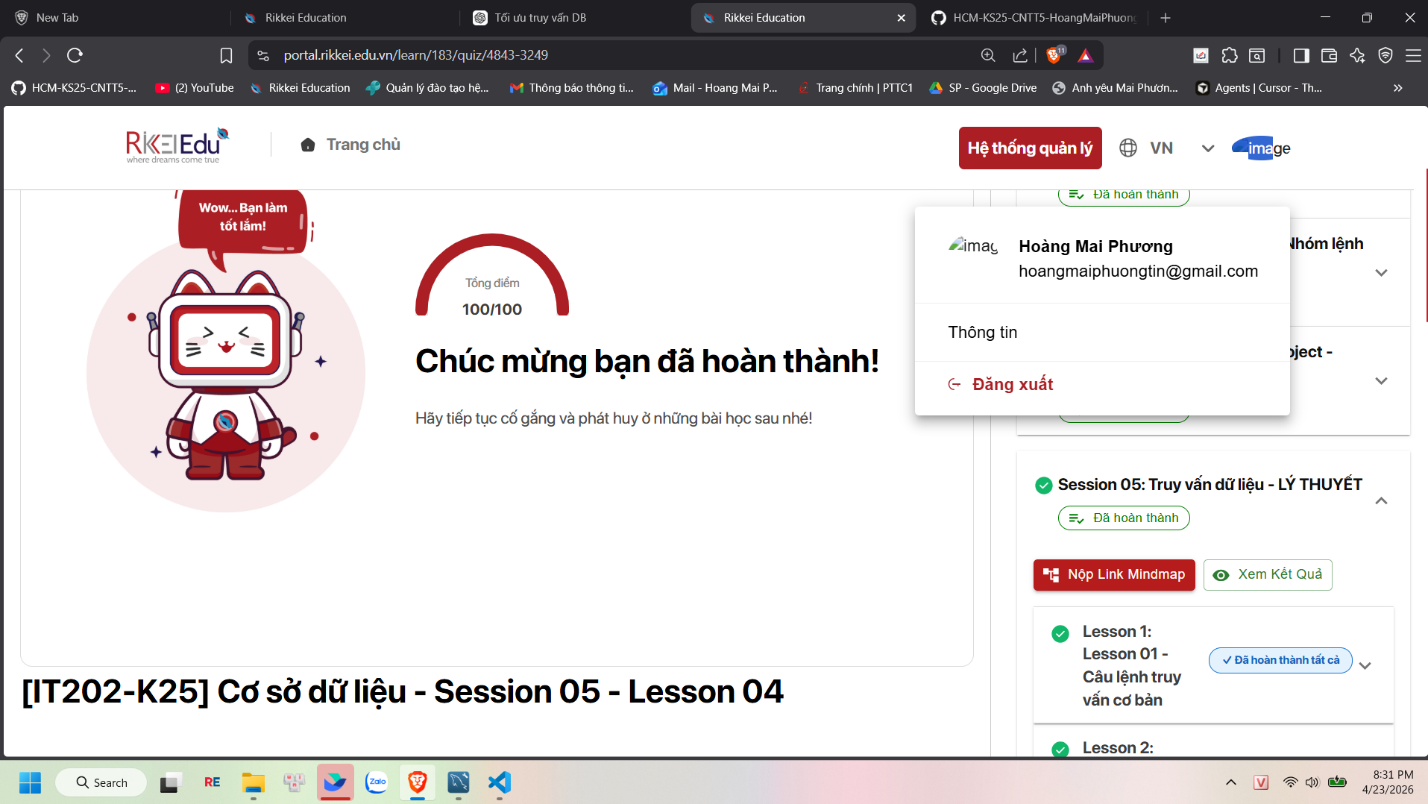 New Tab
Rikkei Education
Tối ưu truy vấn DB
Rikkei Education
HCM-KS25-CNTT5-HoangMaiPhuong
portal.rikkei.edu.vn/learn/183/quiz/4843-3249
11
HCM-KS25-CNTT5-...
(2) YouTube
Rikkei Education
Quản lý đào tạo hệ...
Thông báo thông ti...
Mail - Hoang Mai P...
Trang chính | PTTC1
SP - Google Drive
Anh yêu Mai Phươn...
Agents | Cursor - Th...
RIKKEIEdu
where dreams come true
Trang chủ
Hệ thống quản lý
VN
image
Wow... Bạn làm
tốt lắm!
Tổng điểm
100/100
Chúc mừng bạn đã hoàn thành!
Hãy tiếp tục cố gắng và phát huy ở những bài học sau nhé!
[IT202-K25] Cơ sở dữ liệu - Session 05 - Lesson 04
Đã hoàn thành
Nhóm lệnh
Hoàng Mai Phương
hoangmaiphuongtin@gmail.com
Thông tin
Đăng xuất
oject -
Session 05: Truy vấn dữ liệu - LÝ THUYẾT
Đã hoàn thành
Nộp Link Mindmap
Xem Kết Quả
Lesson 1:
Lesson 01 -
Câu lệnh truy
vấn cơ bản
Đã hoàn thành tất cả
Lesson 2:
Search
RE
Zalo
V
8:31 PM
4/23/2026